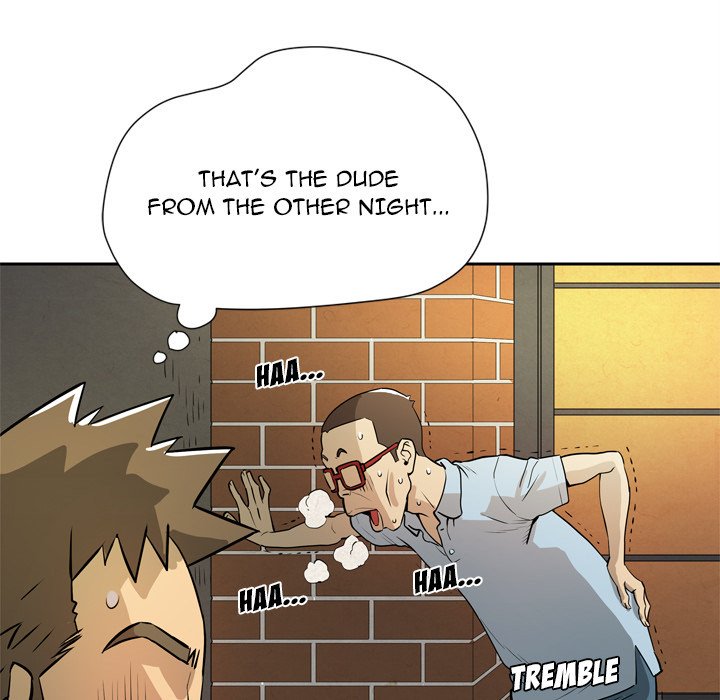 THAT'S THE DUDE
FROM THE OTHER NIGHT...
HAA...
HAA...
HAA...
TREMBLE